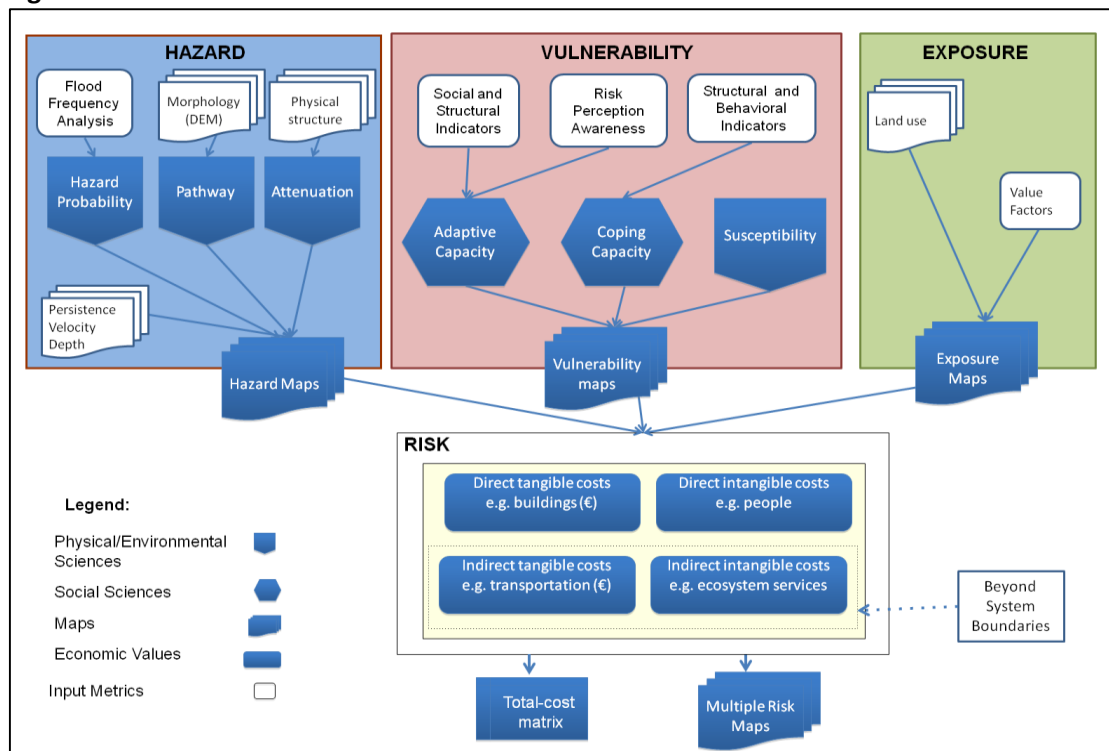 HAZARD
Flood
Frequency
Analysis
Morphology
(DEM)
Physical
structure
Hazard
Probability
Pathway
Attenuation
Persistence
Velocity
Depth
Hazard Maps
VULNERABILITY
Social and
Structural
Indicators
Risk
Perception
Awareness
Structural and
Behavioral
Indicators
Adaptive
Capacity
Coping
Capacity
Susceptibility
Vulnerability
maps
EXPOSURE
Land use
Value
Factors
Exposure
Maps
RISK
Direct tangible costs
e.g. buildings (€)
Direct intangible costs
e.g. people
Indirect tangible costs
e.g. transportation (€)
Indirect intangible costs
e.g. ecosystem services
Beyond
System
Boundaries
Total-cost
matrix
Multiple Risk
Maps
Legend:
Physical/Environmental
Sciences
Social Sciences
Maps
Economic Values
Input Metrics